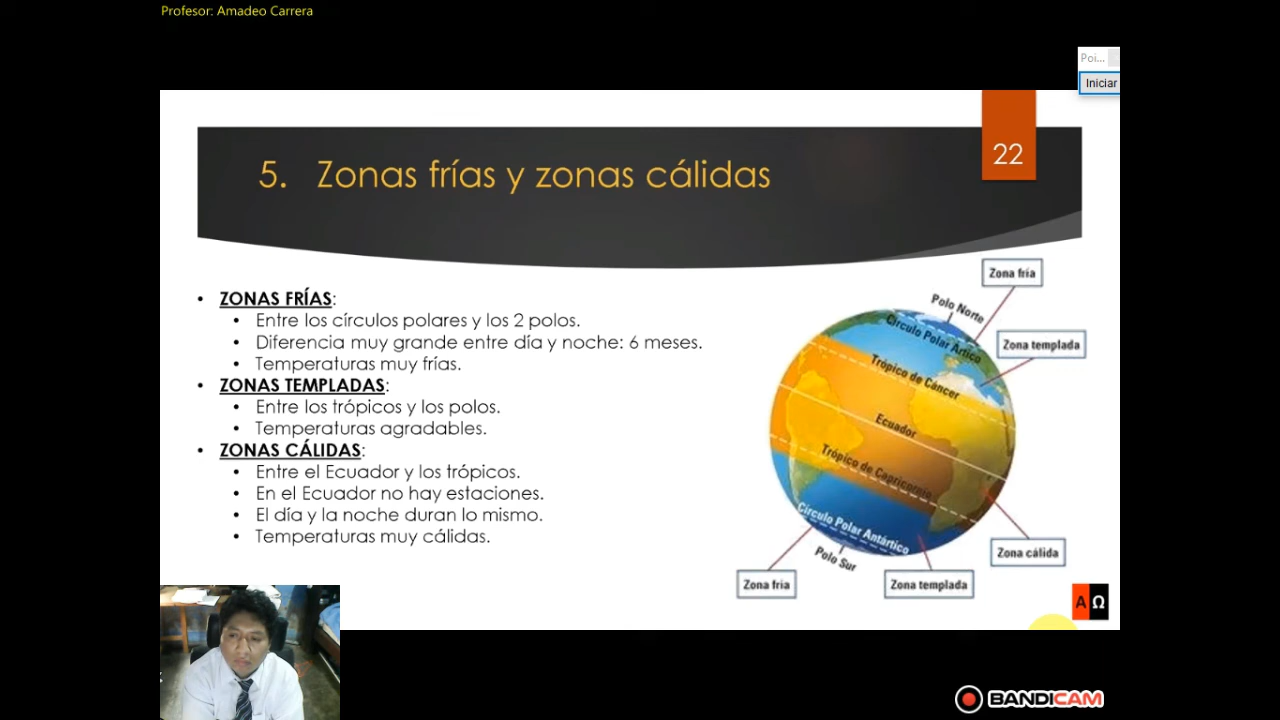 Profesor: Amadeo Carrera
Poi...
Iniciar
22
5. Zonas frías y zonas cálidas
• ZONAS FRÍAS:
• Entre los círculos polares y los 2 polos.
• Diferencia muy grande entre día y noche: 6 meses.
• Temperaturas muy frías.
• ZONAS TEMPLADAS:
• Entre los trópicos y los polos.
• Temperaturas agradables.
• ZONAS CÁLIDAS:
• Entre el Ecuador y los trópicos.
• En el Ecuador no hay estaciones.
• El día y la noche duran lo mismo.
• Temperaturas muy cálidas.
Zona fría
Polo Norte
Círculo Polar Ártico
Zona templada
Trópico de Cáncer
Ecuador
Trópico de Capricornio
Círculo Polar Antártico
Polo Sur
Zona cálida
Zona fría
Zona templada
A Ω
BANDICAM